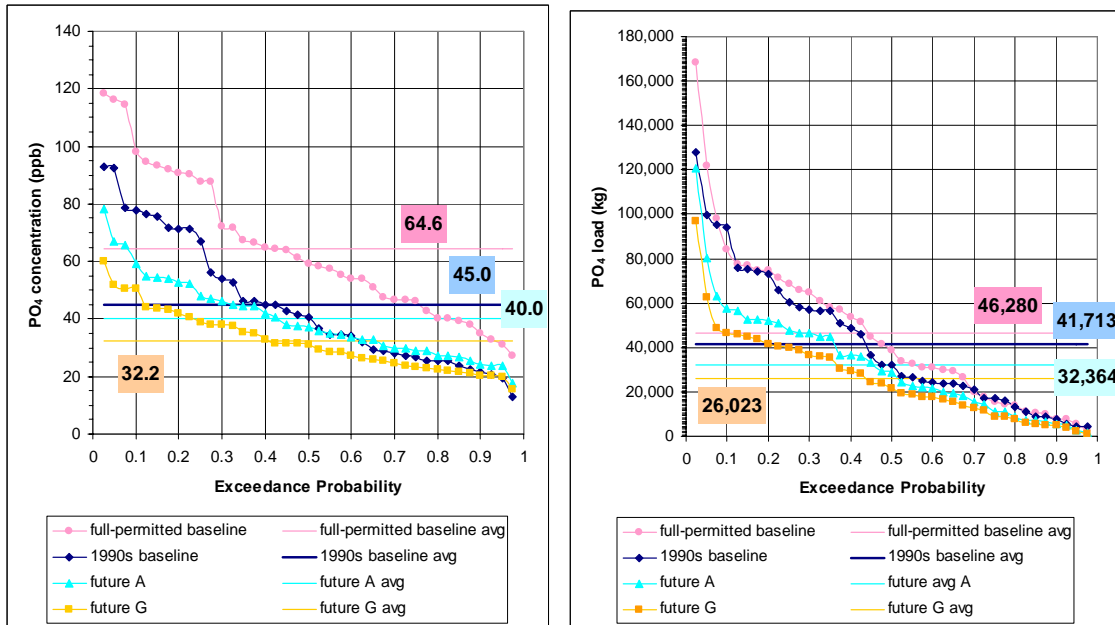 PO4 concentration (ppb)
140
120
100
80
60
40
20
0
64.6
45.0
40.0
32.2
0 0.1 0.2 0.3 0.4 0.5 0.6 0.7 0.8 0.9 1
Exceedance Probability
full-permitted baseline full-permitted baseline avg
1990s baseline 1990s baseline avg
future A future A avg
future G future G avg
PO4 load (kg)
180,000
160,000
140,000
120,000
100,000
80,000
60,000
40,000
20,000
0
46,280
41,713
32,364
26,023
0 0.1 0.2 0.3 0.4 0.5 0.6 0.7 0.8 0.9 1
Exceedance Probability
full-permitted baseline full-permitted baseline avg
1990s baseline 1990s baseline avg
future A future avg A
future G future G avg